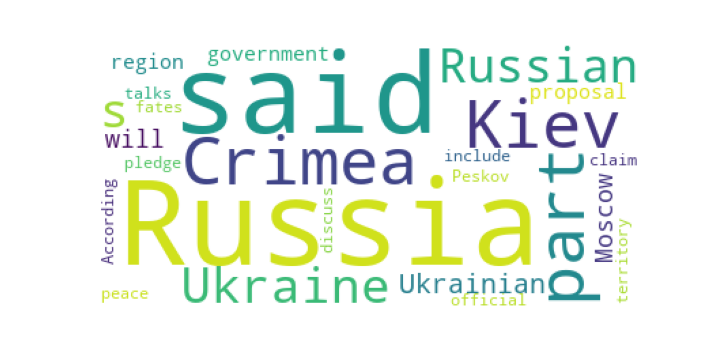 government
region
said
Russian
talks
fates
proposal
s
Kiev
will
Crimea
pledge
include
claim
Peskov
part
According
Russia
discuss
Moscow
territory
Ukraine
Ukrainian
peace
official